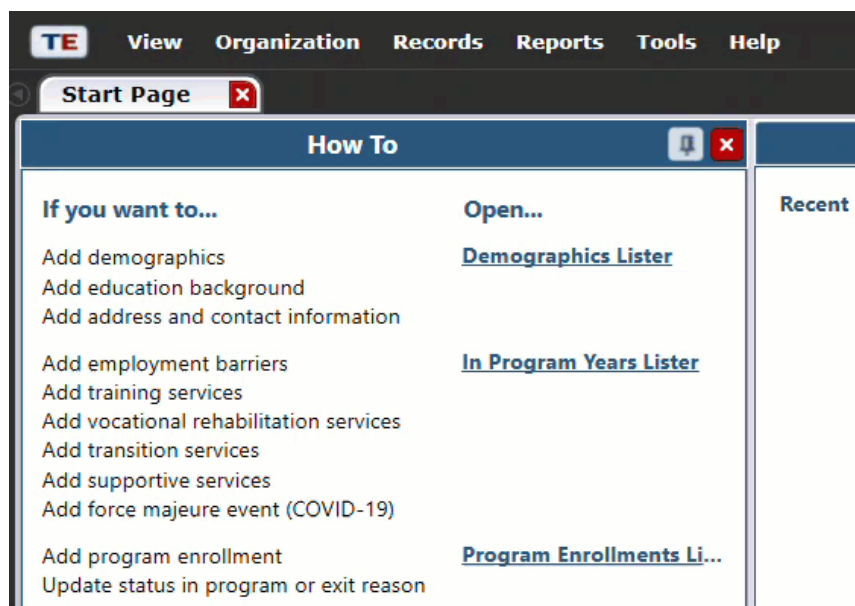 TE View Organization Records Reports Tools Help
Start Page
How To
If you want to... Open... Recent
Add demographics Demographics Lister
Add education background
Add address and contact information
Add employment barriers In Program Years Lister
Add training services
Add vocational rehabilitation services
Add transition services
Add supportive services
Add force majeure event (COVID-19)
Add program enrollment Program Enrollments Li...
Update status in program or exit reason